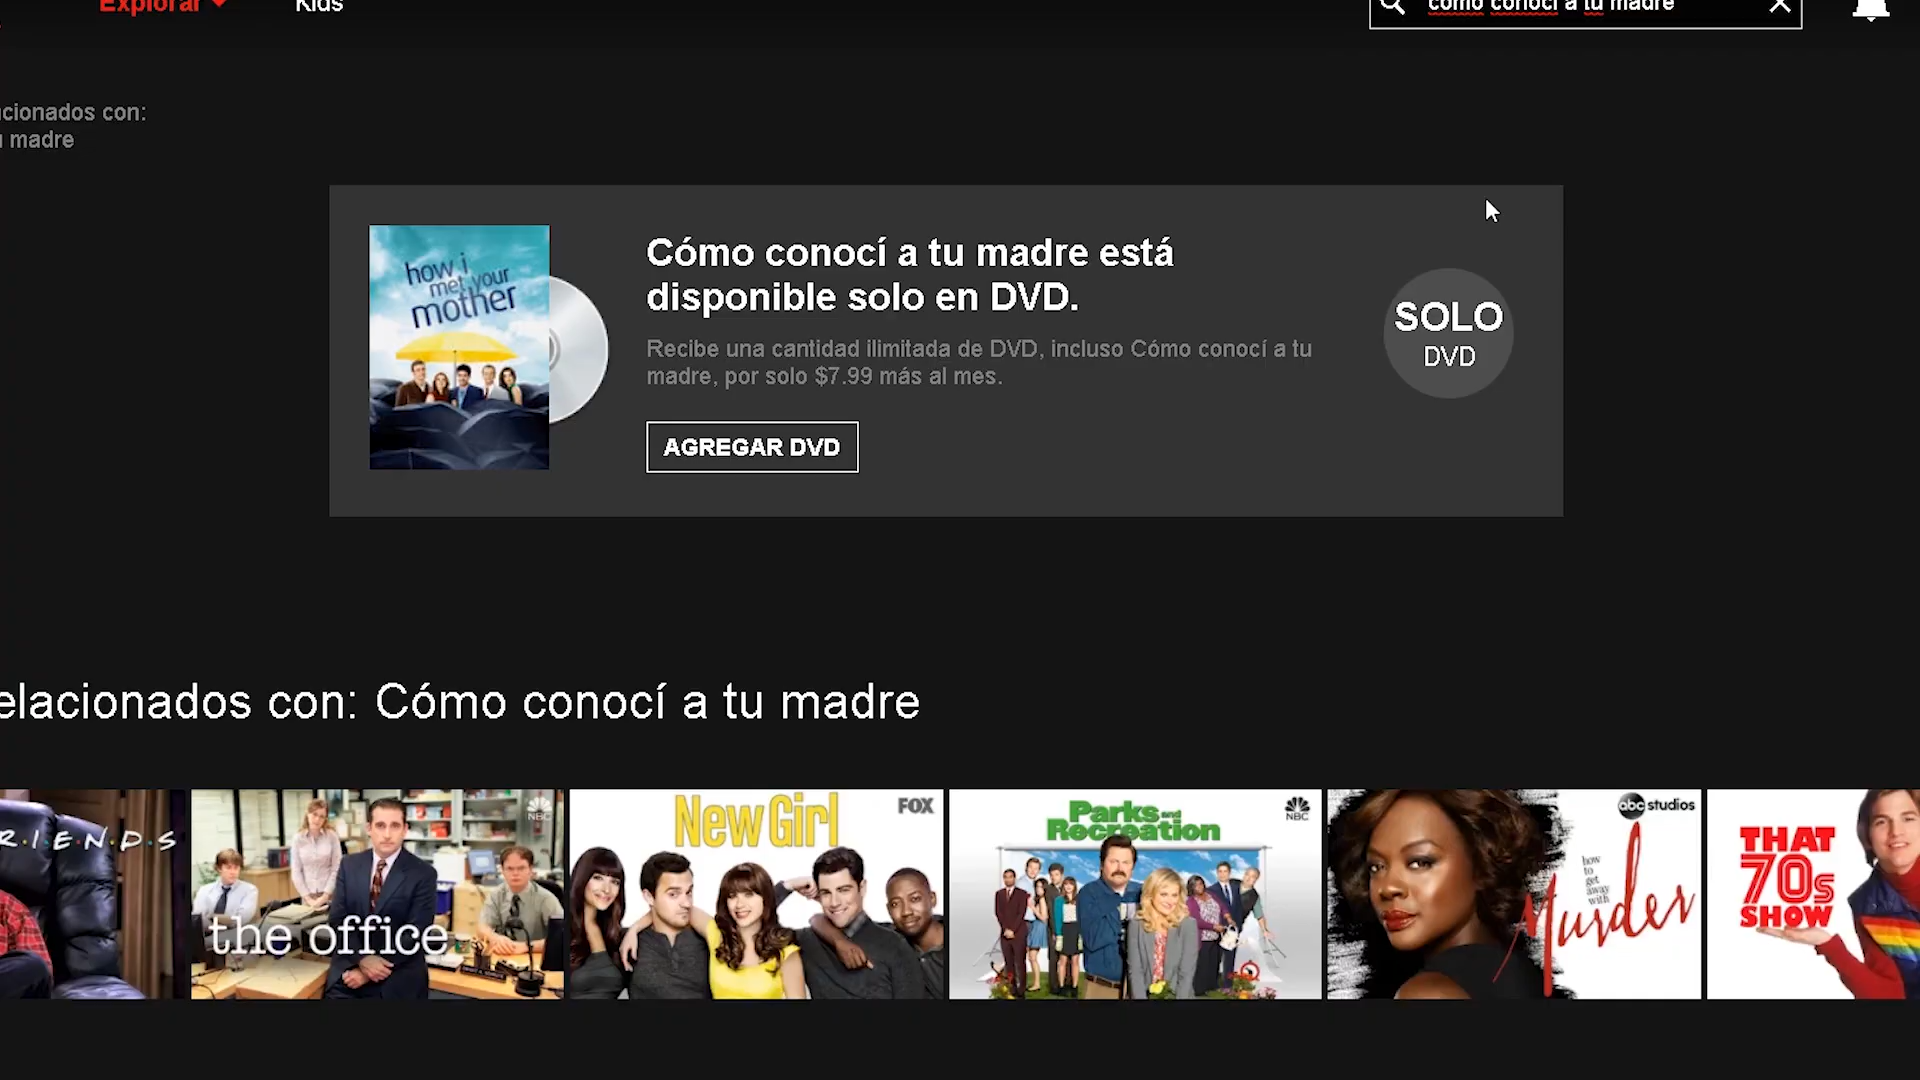 Explorar Kids
como conoci a tu madre
cionados con:
u madre
how i
met your
mother
Cómo conocí a tu madre está
disponible solo en DVD.
Recibe una cantidad ilimitada de DVD, incluso Cómo conocí a tu
madre, por solo $7.99 más al mes.
SOLO
DVD
AGREGAR DVD
elacionados con: Cómo conocí a tu madre
R·I·E·N·D·S
NBC
the office
New Girl
FOX
Parks and
Recreation
NBC
abc studios
how
to
get
away
with
Murder
THAT
70s
SHOW